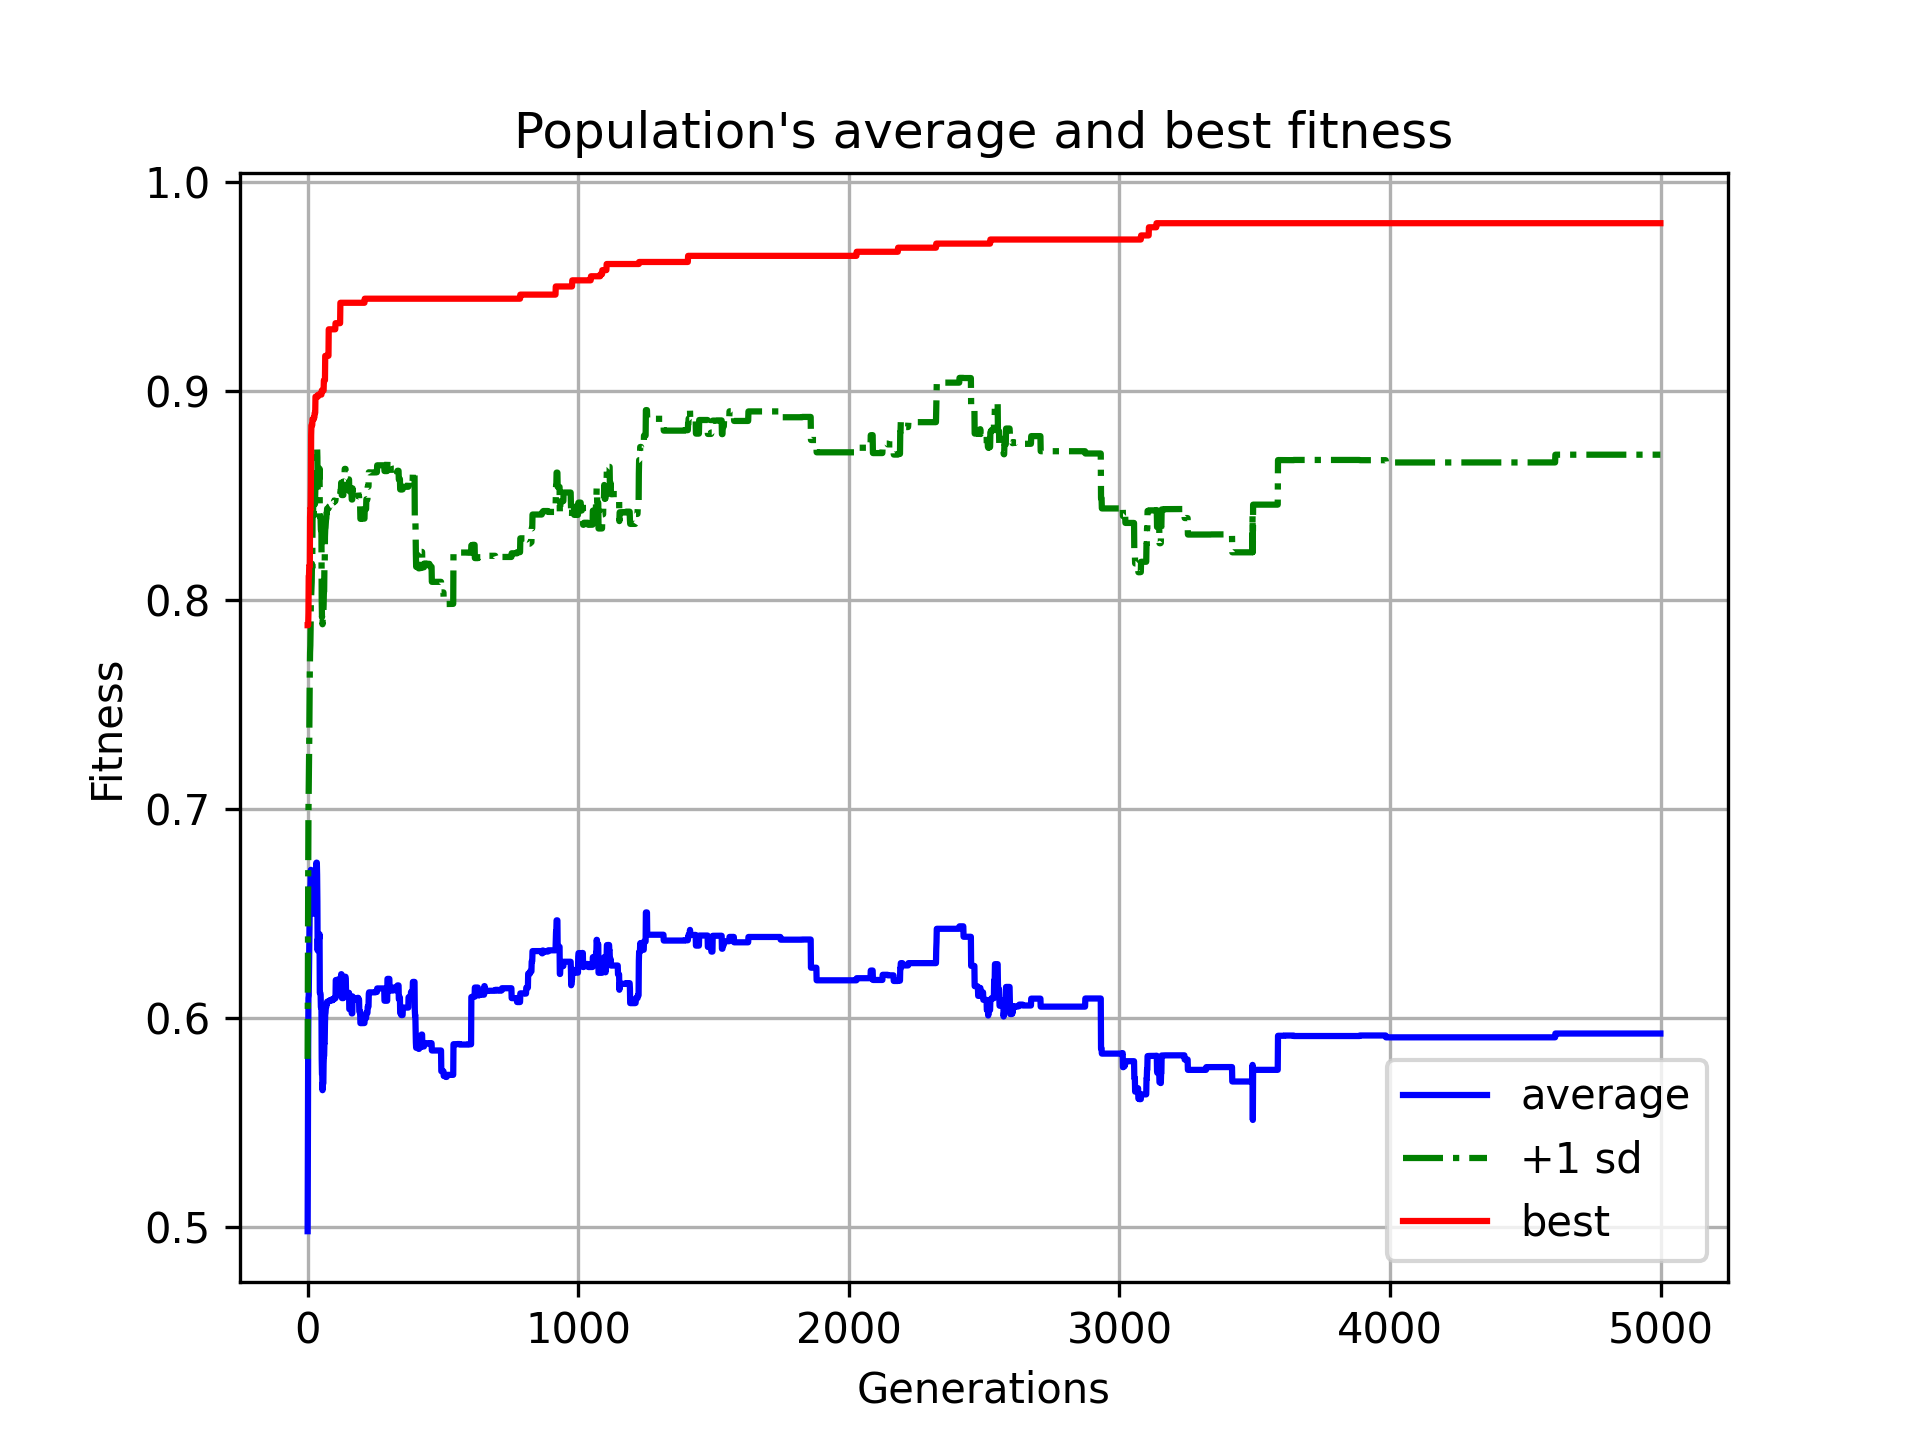 Population's average and best fitness
1.0
0.9
0.8
0.7
0.6
0.5
Fitness
0 1000 2000 3000 4000 5000
Generations
average
+1 sd
best